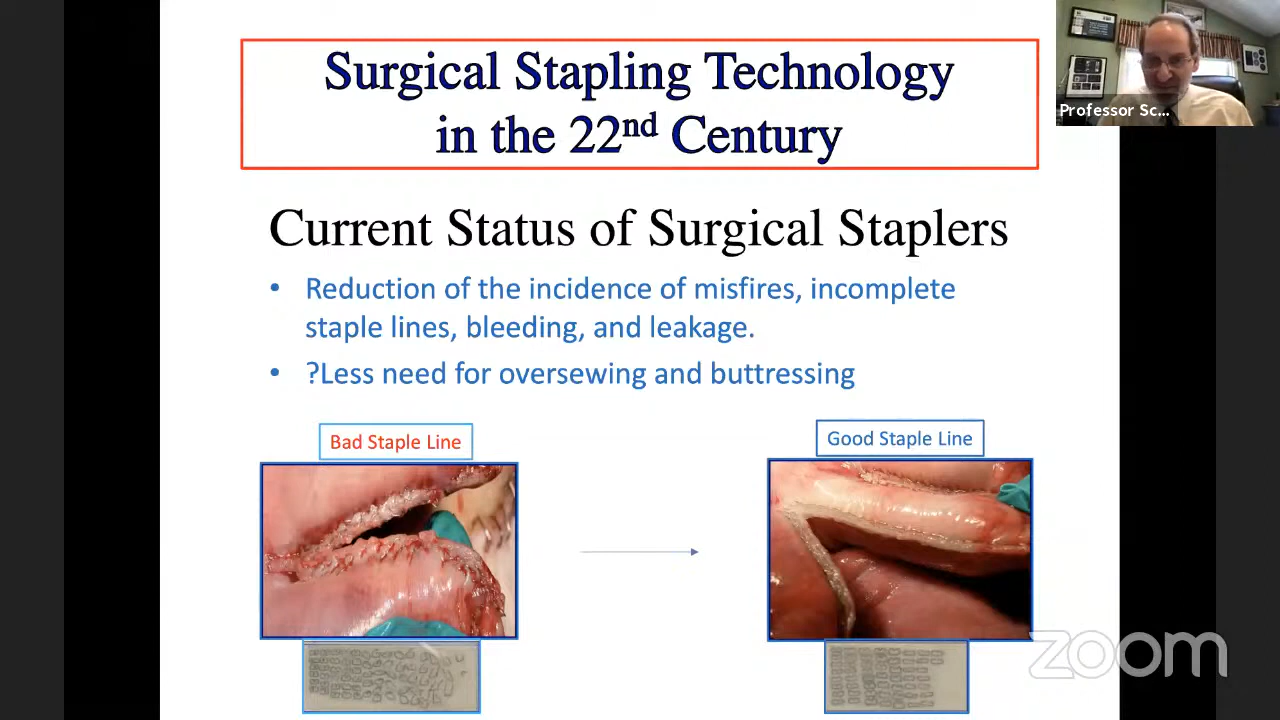 Surgical Stapling Technology
in the 22nd Century
Professor Sc...
Current Status of Surgical Staplers
• Reduction of the incidence of misfires, incomplete
staple lines, bleeding, and leakage.
• ?Less need for oversewing and buttressing
Bad Staple Line
Good Staple Line
zoom